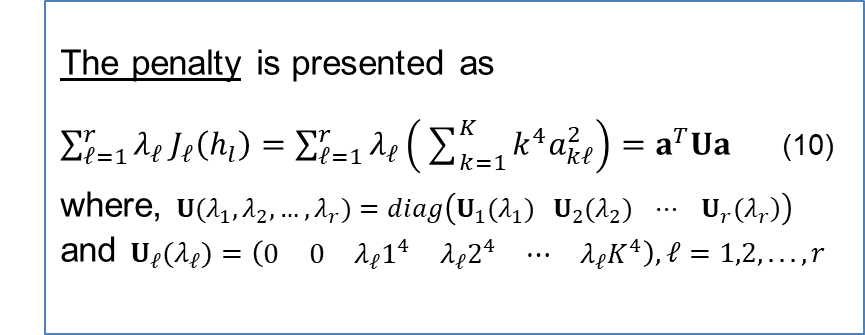 The penalty is presented as
∑_{ℓ=1}^{r} λ_ℓ J_ℓ(h_l) = ∑_{ℓ=1}^{r} λ_ℓ ( ∑_{k=1}^{K} k^4 a_{kℓ}^2 ) = a^T Ua (10)
where, U(λ_1, λ_2, … , λ_r) = diag(U_1(λ_1) U_2(λ_2) ⋯ U_r(λ_r))
and U_ℓ(λ_ℓ) = (0 0 λ_ℓ1^4 λ_ℓ2^4 ⋯ λ_ℓK^4), ℓ = 1,2, . . . , r